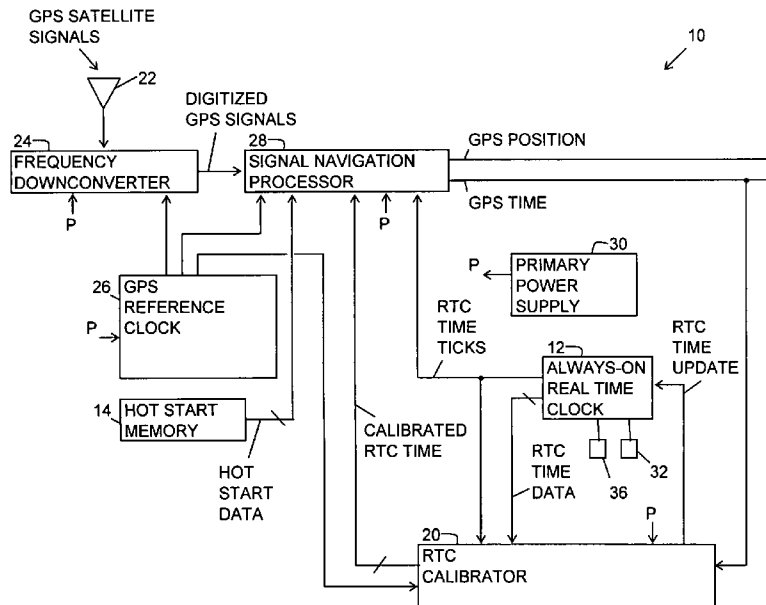 GPS SATELLITE
SIGNALS
10
22
DIGITIZED
GPS SIGNALS
24
FREQUENCY
DOWNCONVERTER
28
SIGNAL NAVIGATION
PROCESSOR
GPS POSITION
GPS TIME
P
P
30
P
PRIMARY
POWER
SUPPLY
26
GPS
REFERENCE
CLOCK
P
RTC
TIME
TICKS
12
ALWAYS-ON
REAL TIME
CLOCK
RTC
TIME
UPDATE
14
HOT START
MEMORY
HOT
START
DATA
CALIBRATED
RTC TIME
RTC
TIME
DATA
36
32
P
20
RTC
CALIBRATOR